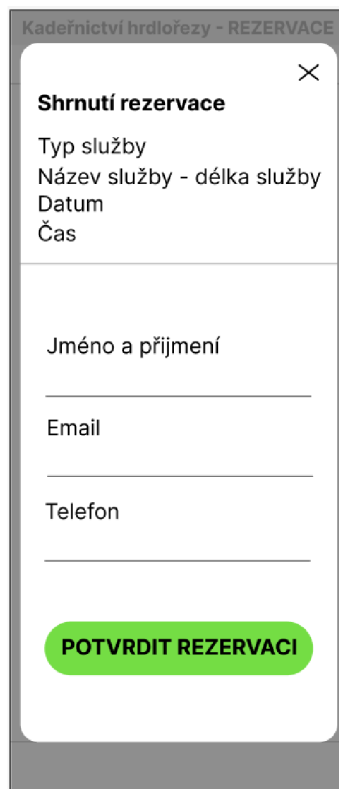 Kadeřnictví hrdlořezy - REZERVACE
Shrnutí rezervace
Typ služby
Název služby - délka služby
Datum
Čas
Jméno a přijmení
Email
Telefon
POTVRDIT REZERVACI